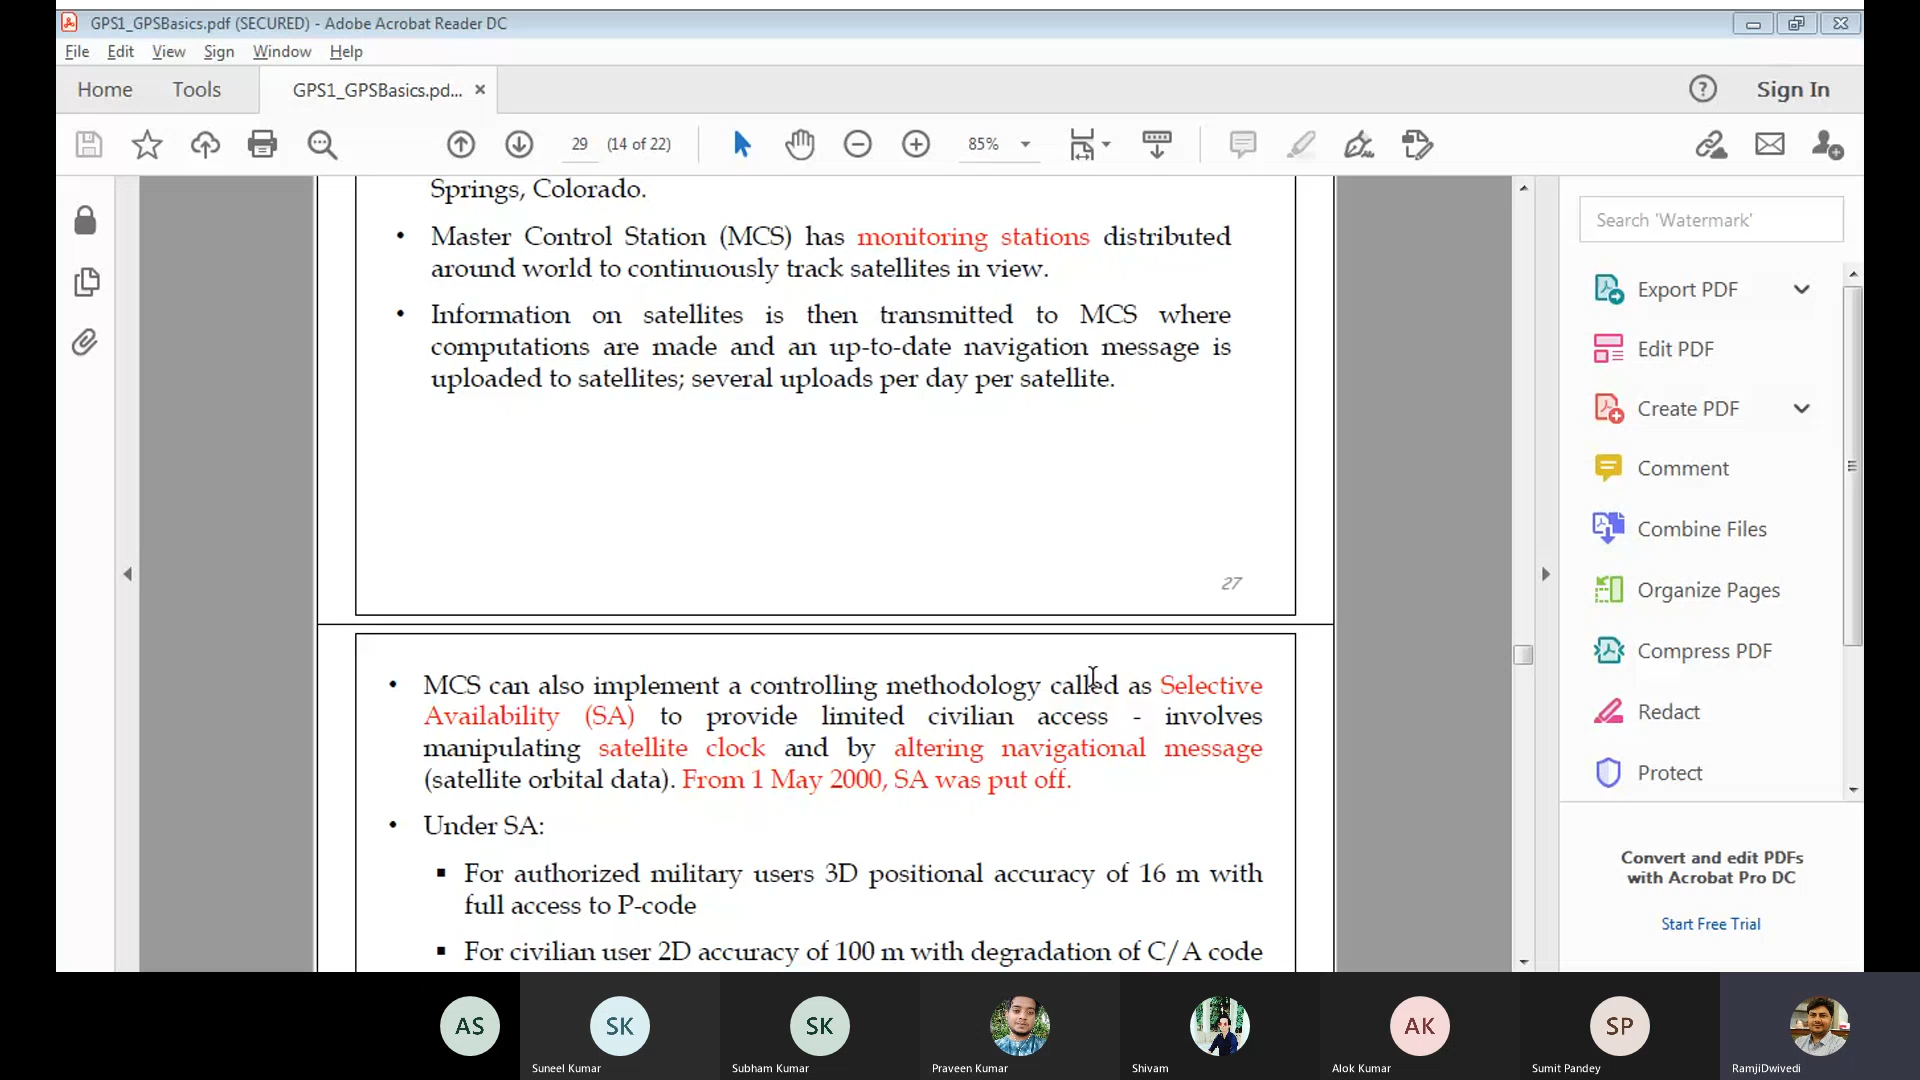 GPS1_GPSBasics.pdf (SECURED) - Adobe Acrobat Reader DC
File Edit View Sign Window Help
Home Tools GPS1_GPSBasics.pd... × Sign In
29 (14 of 22) 85%
Springs, Colorado.
• Master Control Station (MCS) has monitoring stations distributed
around world to continuously track satellites in view.
• Information on satellites is then transmitted to MCS where
computations are made and an up-to-date navigation message is
uploaded to satellites; several uploads per day per satellite.
27
• MCS can also implement a controlling methodology called as Selective
Availability (SA) to provide limited civilian access - involves
manipulating satellite clock and by altering navigational message
(satellite orbital data). From 1 May 2000, SA was put off.
• Under SA:
▪ For authorized military users 3D positional accuracy of 16 m with
full access to P-code
▪ For civilian user 2D accuracy of 100 m with degradation of C/A code
Search 'Watermark'
Export PDF
Edit PDF
Create PDF
Comment
Combine Files
Organize Pages
Compress PDF
Redact
Protect
Convert and edit PDFs
with Acrobat Pro DC
Start Free Trial
AS SK SK AK SP
Suneel Kumar Subham Kumar Praveen Kumar Shivam Alok Kumar Sumit Pandey RamjiDwivedi